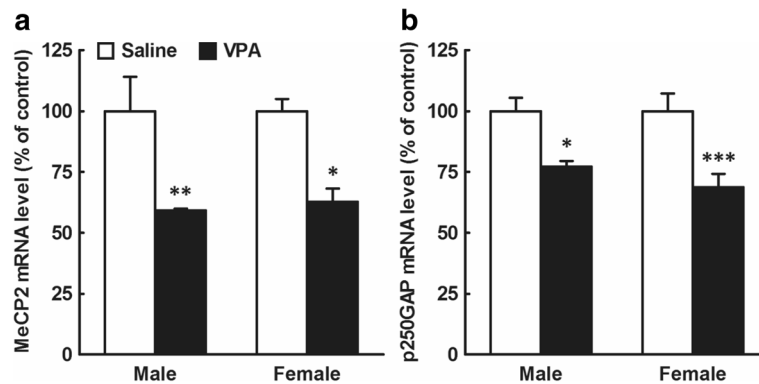 a
MeCP2 mRNA level (% of control)
125
100
75
50
25
0
Saline VPA
**
*
Male Female
b
p250GAP mRNA level (% of control)
125
100
75
50
25
0
*
***
Male Female